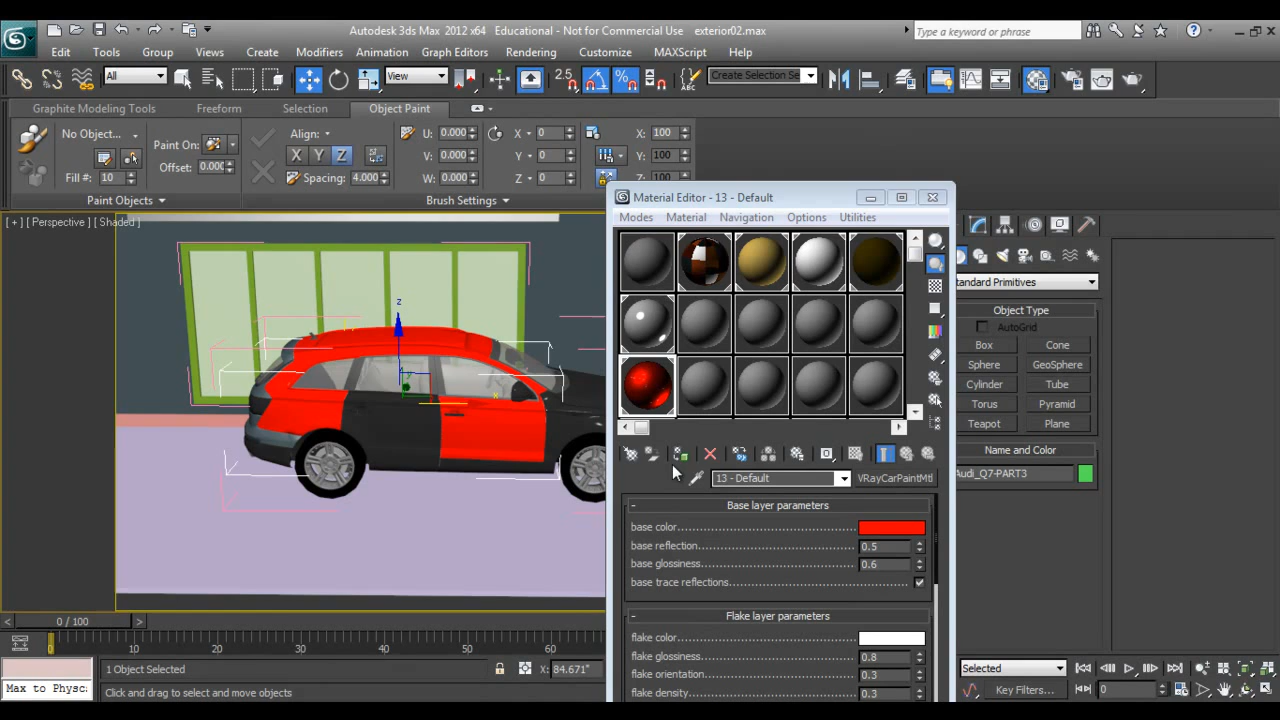 Autodesk 3ds Max 2012 x64 Educational - Not for Commercial Use exterior02.max
Type a keyword or phrase
Edit Tools Group Views Create Modifiers Animation Graph Editors Rendering Customize MAXScript Help
All View 2.5 Create Selection Se
Graphite Modeling Tools Freeform Selection Object Paint
No Object... Paint On: Align: U: 0.000 X 0 X: 100
X Y Z V: 0.000 Y 0 Y: 100
Offset: 0.000
Fill #: 10 Spacing: 4.000 W: 0.000 Z 0 Z: 100
Paint Objects Brush Settings
Material Editor - 13 - Default
Modes Material Navigation Options Utilities
[ + ] [ Perspective ] [ Shaded ]
z
x
tandard Primitives
Object Type
AutoGrid
Box Cone
Sphere GeoSphere
Cylinder Tube
Torus Pyramid
Teapot Plane
Name and Color
Audi_Q7-PART3
13 - Default VRayCarPaintMtl
- Base layer parameters
base color
base reflection 0.5
base glossiness 0.6
base trace reflections
- Flake layer parameters
flake color
flake glossiness 0.8
flake orientation 0.3
flake density 0.3
< 0 / 100 >
0 10 20 30 40 50 60
1 Object Selected X: 84.671"
Max to Physc
Click and drag to select and move objects
Selected
Key Filters... 0